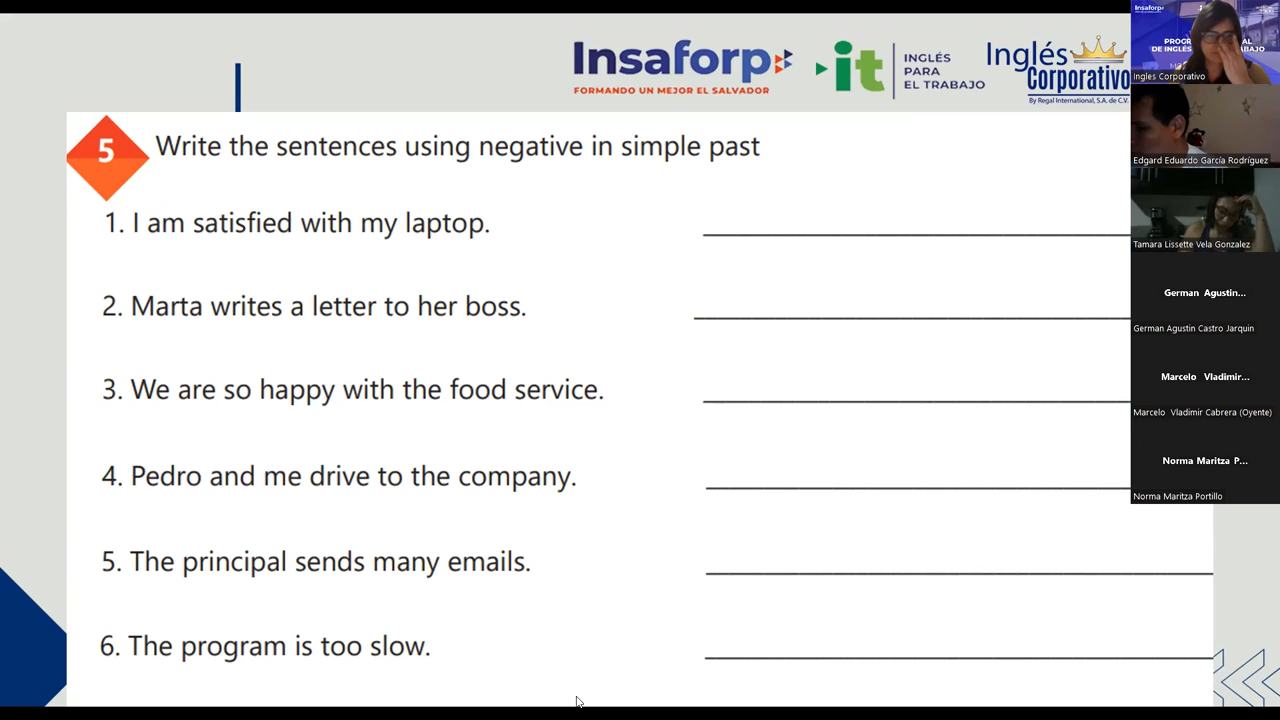 Insaforp
FORMANDO UN MEJOR EL SALVADOR
it
INGLÉS
PARA
EL TRABAJO
Inglés
Corporativo
By Regal International, S.A. de C.V.
5
Write the sentences using negative in simple past
1. I am satisfied with my laptop.
2. Marta writes a letter to her boss.
3. We are so happy with the food service.
4. Pedro and me drive to the company.
5. The principal sends many emails.
6. The program is too slow.
Insaforp
Ingles Corporativo
Edgard Eduardo García Rodríguez
Tamara Lissette Vela Gonzalez
German Agustin...
German Agustin Castro Jarquin
Marcelo Vladimir...
Marcelo Vladimir Cabrera (Oyente)
Norma Maritza P...
Norma Maritza Portillo